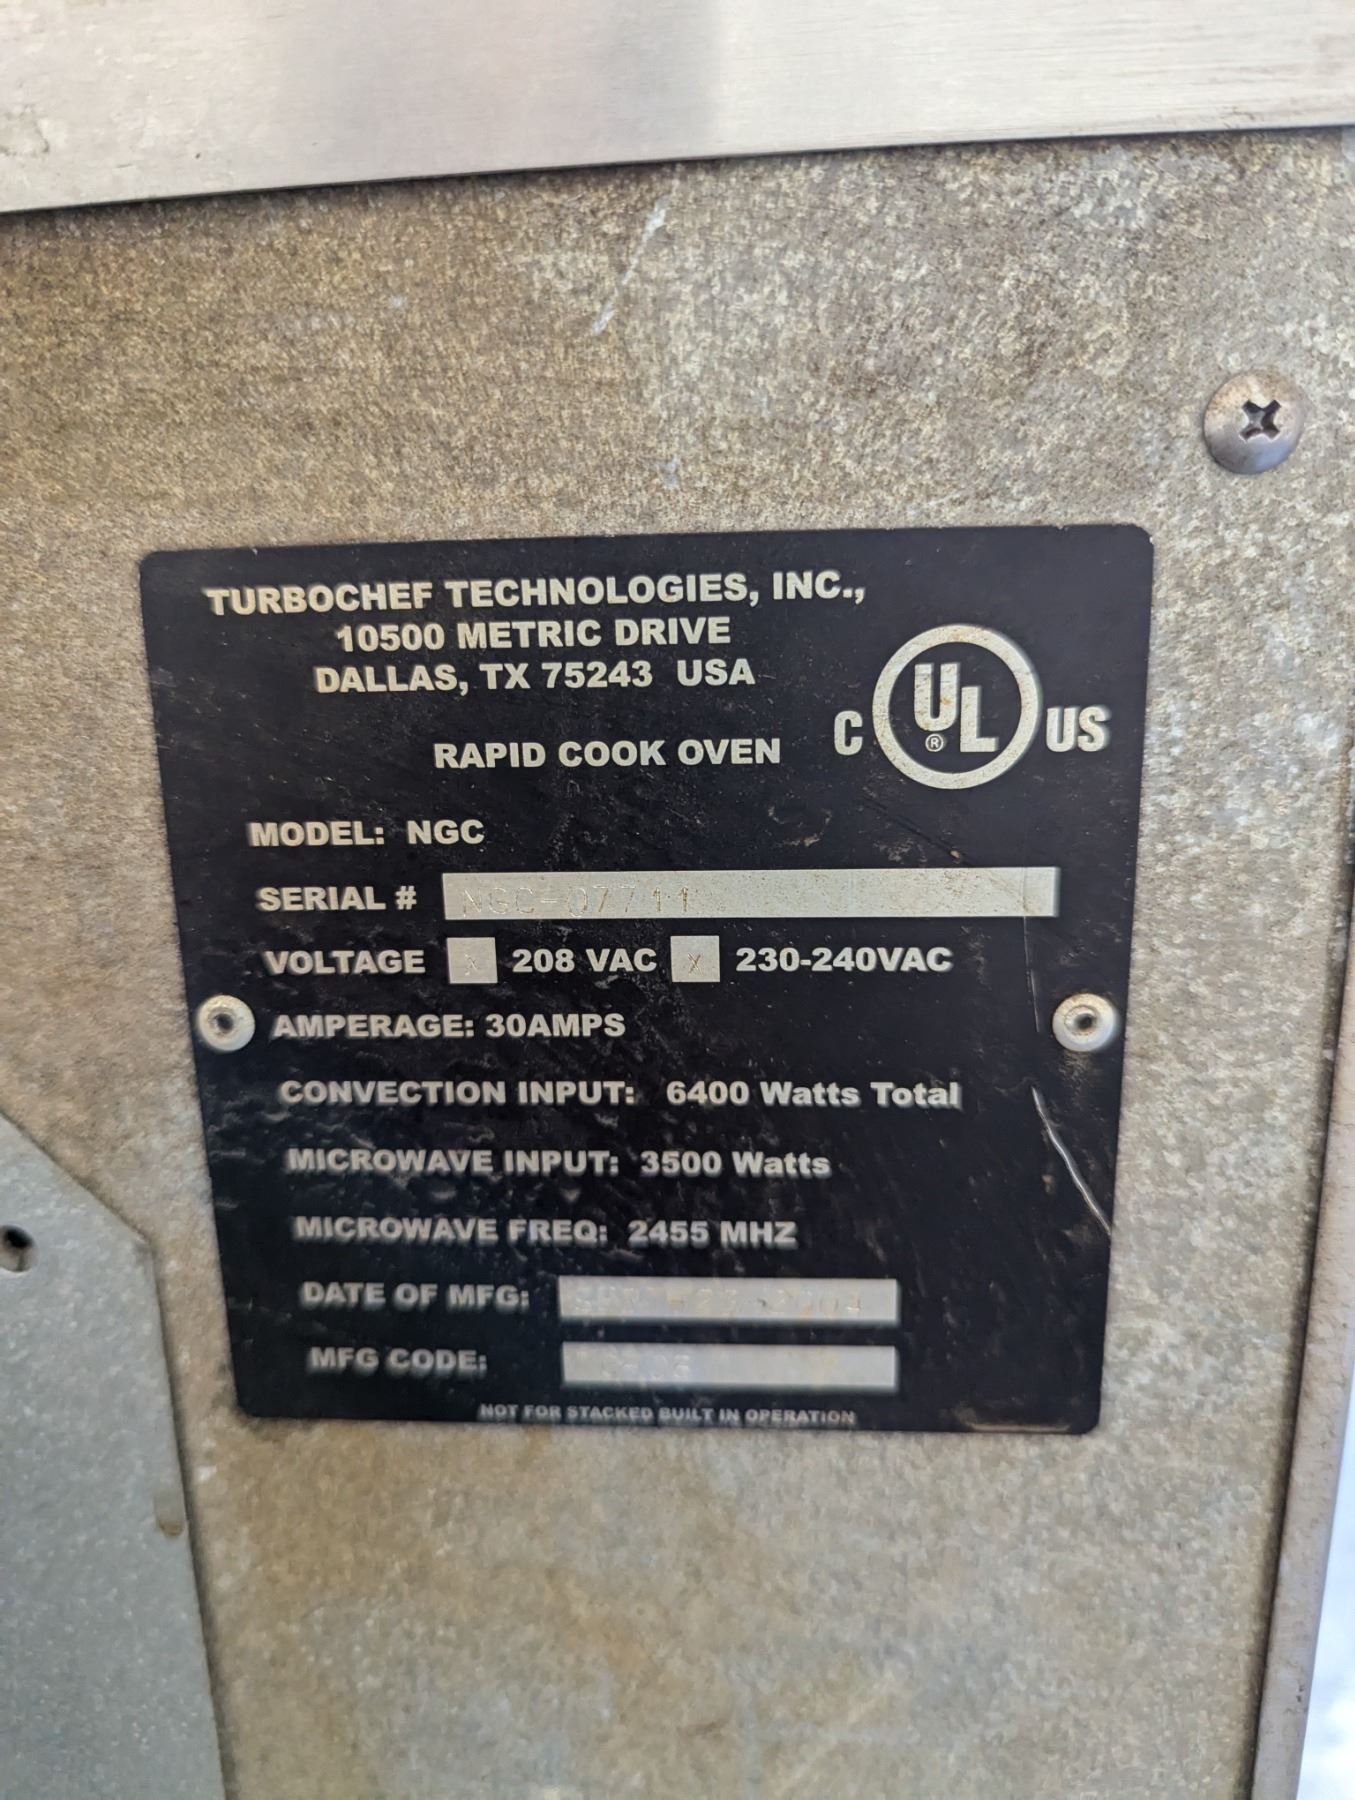 TURBOCHEF TECHNOLOGIES, INC.,
10500 METRIC DRIVE
DALLAS, TX 75243 USA
RAPID COOK OVEN
C UL ® US
MODEL: NGC
SERIAL # NGC-07711
VOLTAGE X 208 VAC X 230-240VAC
AMPERAGE: 30AMPS
CONVECTION INPUT: 6400 Watts Total
MICROWAVE INPUT: 3500 Watts
MICROWAVE FREQ: 2455 MHZ
DATE OF MFG:
MFG CODE:
NOT FOR STACKED BUILT IN OPERATION